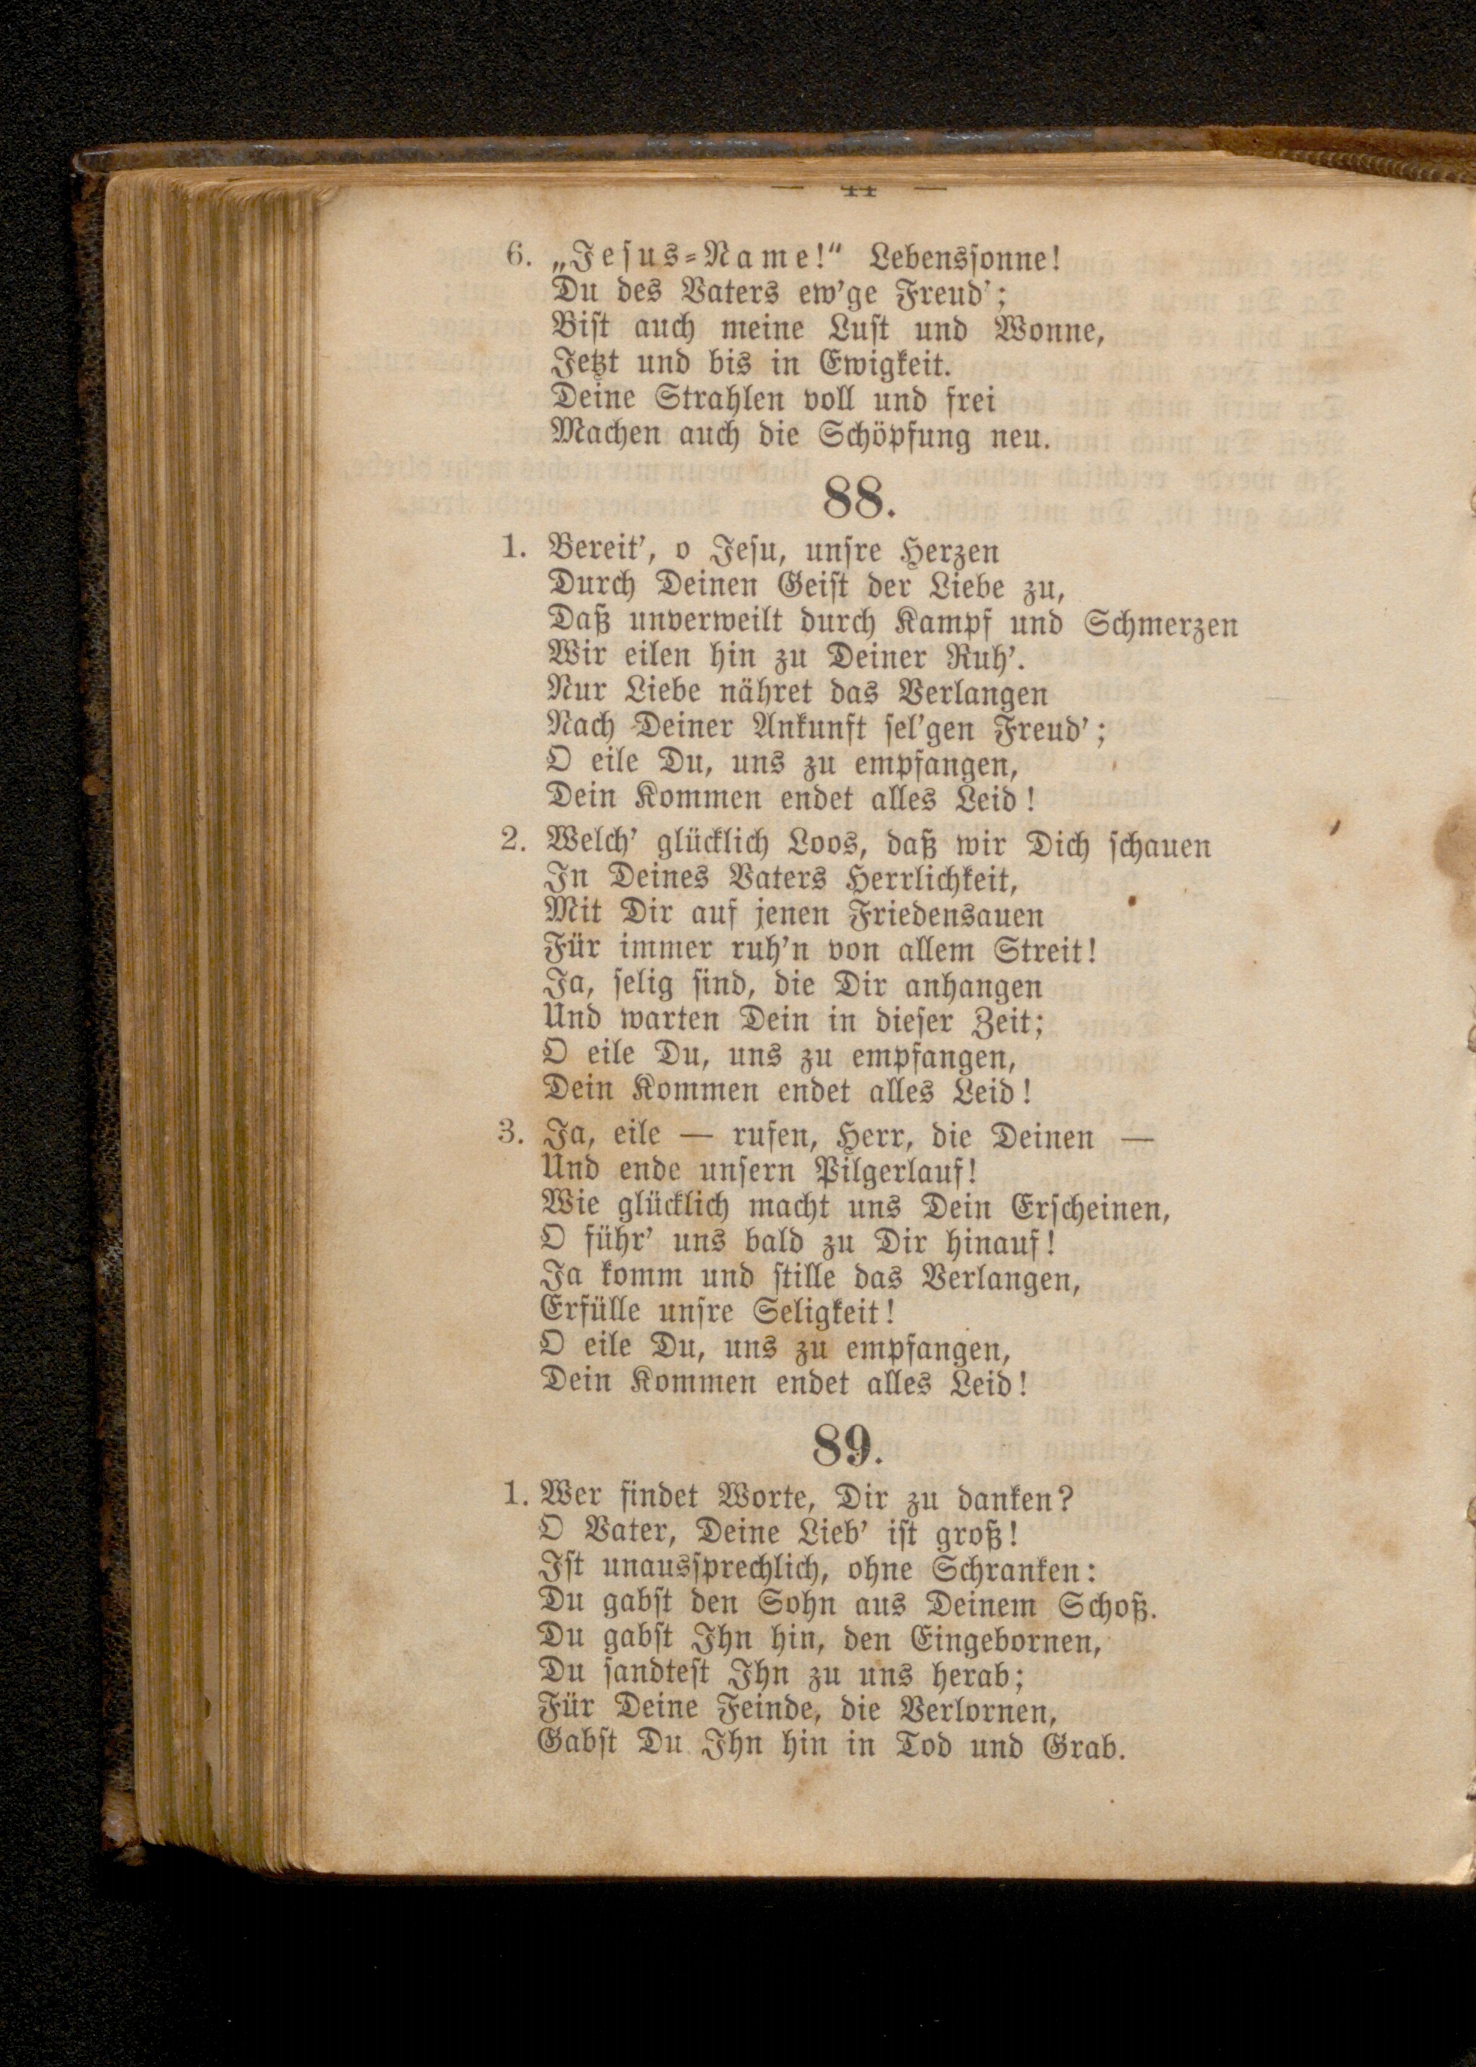 6. „Jesus-Name!“ Lebenssonne!
Du des Vaters ew'ge Freud';
Bist auch meine Lust und Wonne,
Jetzt und bis in Ewigkeit.
Deine Strahlen voll und frei
Machen auch die Schöpfung neu.
88.
1. Bereit', o Jesu, unsre Herzen
Durch Deinen Geist der Liebe zu,
Daß unverweilt durch Kampf und Schmerzen
Wir eilen hin zu Deiner Ruh'.
Nur Liebe nähret das Verlangen
Nach Deiner Ankunft sel'gen Freud';
O eile Du, uns zu empfangen,
Dein Kommen endet alles Leid!
2. Welch' glücklich Loos, daß wir Dich schauen
In Deines Vaters Herrlichkeit,
Mit Dir auf jenen Friedensauen
Für immer ruh'n von allem Streit!
Ja, selig sind, die Dir anhangen
Und warten Dein in dieser Zeit;
O eile Du, uns zu empfangen,
Dein Kommen endet alles Leid!
3. Ja, eile — rufen, Herr, die Deinen —
Und ende unsern Pilgerlauf!
Wie glücklich macht uns Dein Erscheinen,
O führ' uns bald zu Dir hinauf!
Ja komm und stille das Verlangen,
Erfülle unsre Seligkeit!
O eile Du, uns zu empfangen,
Dein Kommen endet alles Leid!
89.
1. Wer findet Worte, Dir zu danken?
O Vater, Deine Lieb' ist groß!
Ist unaussprechlich, ohne Schranken:
Du gabst den Sohn aus Deinem Schoß.
Du gabst Ihn hin, den Eingebornen,
Du sandtest Ihn zu uns herab;
Für Deine Feinde, die Verlornen,
Gabst Du Ihn hin in Tod und Grab.